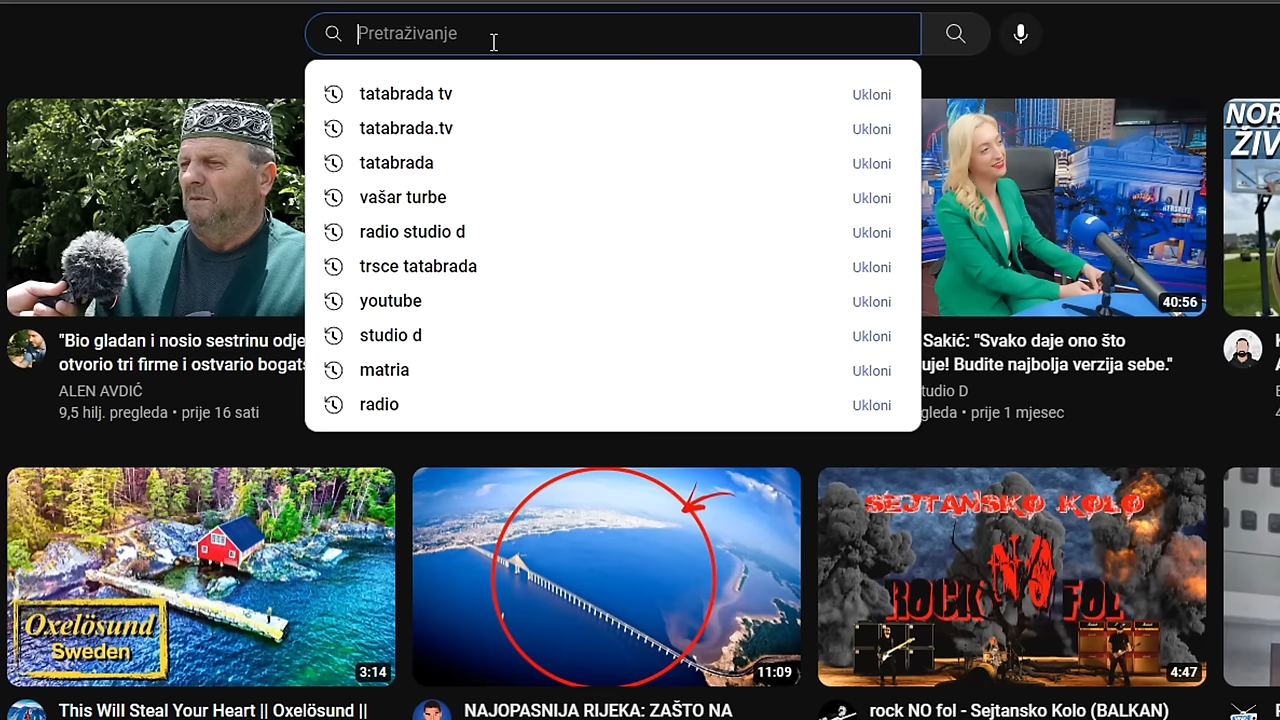 Pretraživanje
tatabrada tv
Ukloni
tatabrada.tv
Ukloni
tatabrada
Ukloni
vašar turbe
Ukloni
radio studio d
Ukloni
trsce tatabrada
Ukloni
youtube
Ukloni
studio d
Ukloni
matria
Ukloni
radio
Ukloni
40:56
"Bio gladan i nosio sestrinu odje
otvorio tri firme i ostvario bogats
ALEN AVDIĆ
9,5 hilj. pregleda • prije 16 sati
Sakić: "Svako daje ono što
uje! Budite najbolja verzija sebe."
tudio D
gleda • prije 1 mjesec
NOR
ŽIV
Oxelösund
Sweden
3:14
11:09
SEJTANSKO KOLO
ROCK NO FOL
4:47
This Will Steal Your Heart || Oxelösund ||
NAJOPASNIJA RIJEKA: ZAŠTO NA
rock NO fol - Sejtansko Kolo (BALKAN)